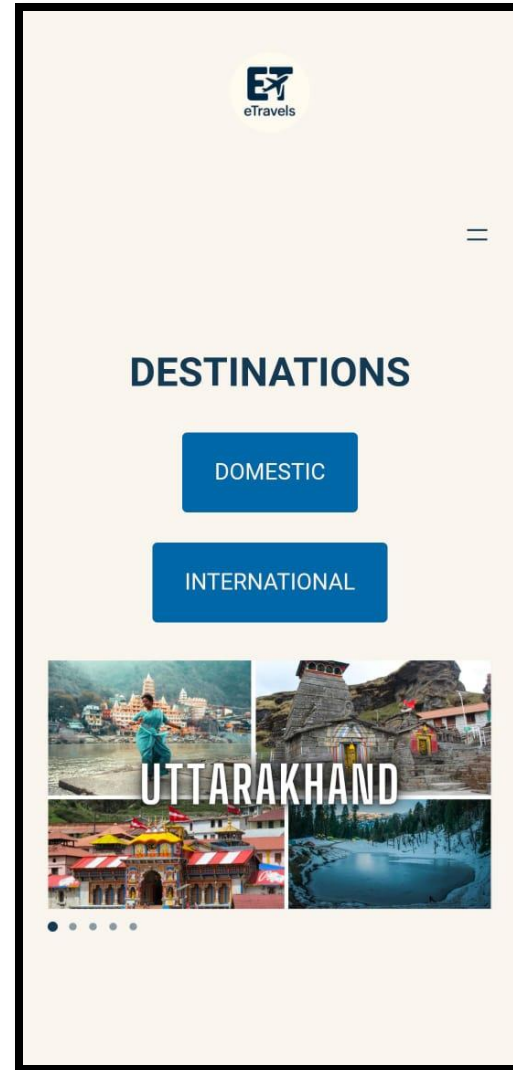 ET
eTravels
DESTINATIONS
DOMESTIC
INTERNATIONAL
UTTARAKHAND